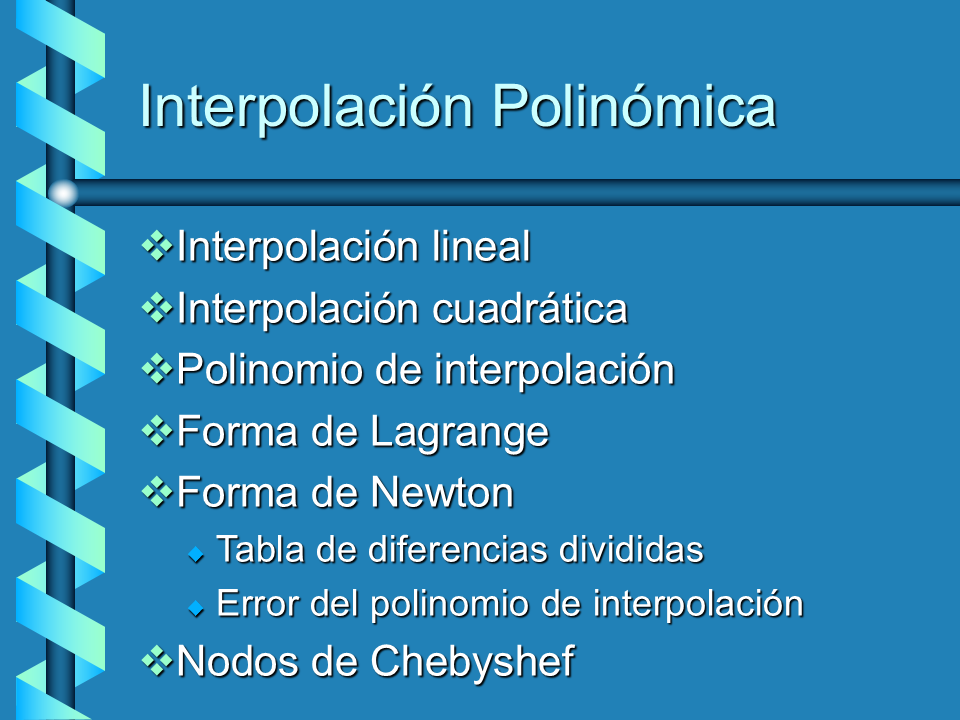 Interpolación Polinómica
Interpolación lineal
Interpolación cuadrática
Polinomio de interpolación
Forma de Lagrange
Forma de Newton
Tabla de diferencias divididas
Error del polinomio de interpolación
Nodos de Chebyshef